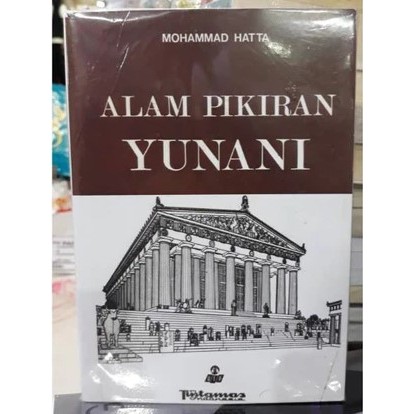 MOHAMMAD HATTA
ALAM PIKIRAN
YUNANI
Tintamas